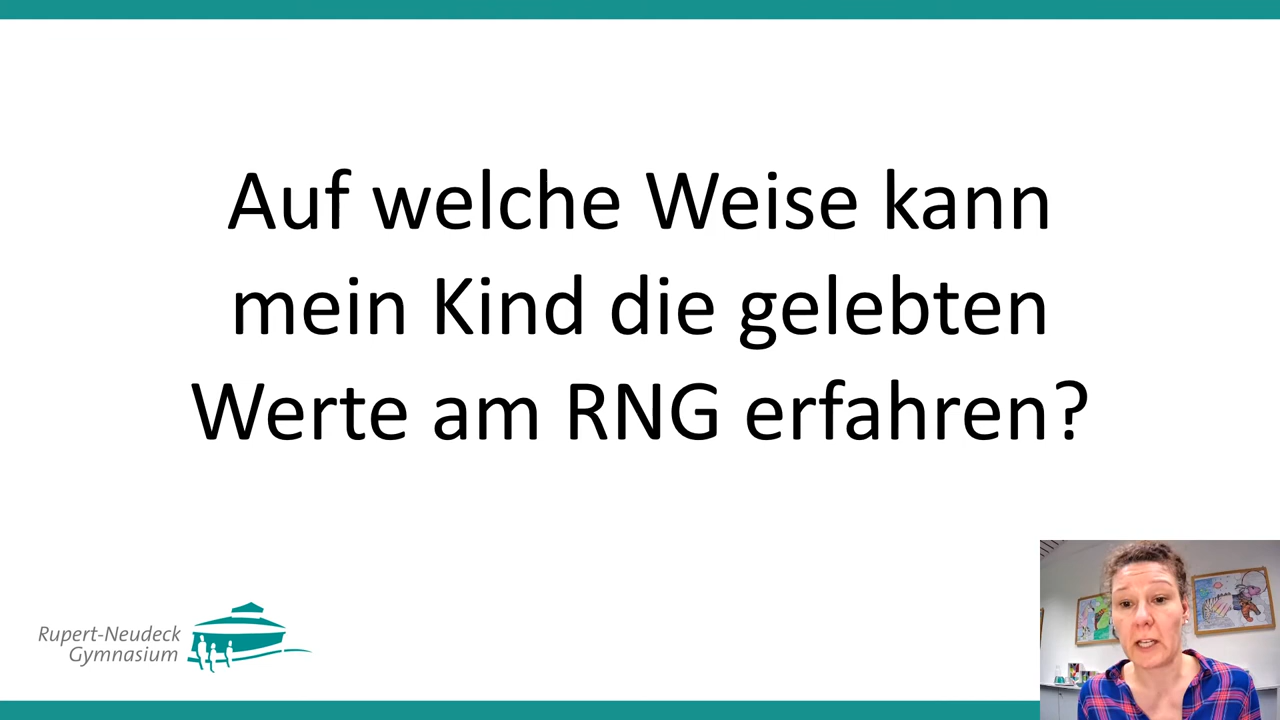 Auf welche Weise kann
mein Kind die gelebten
Werte am RNG erfahren?
Rupert-Neudeck
Gymnasium